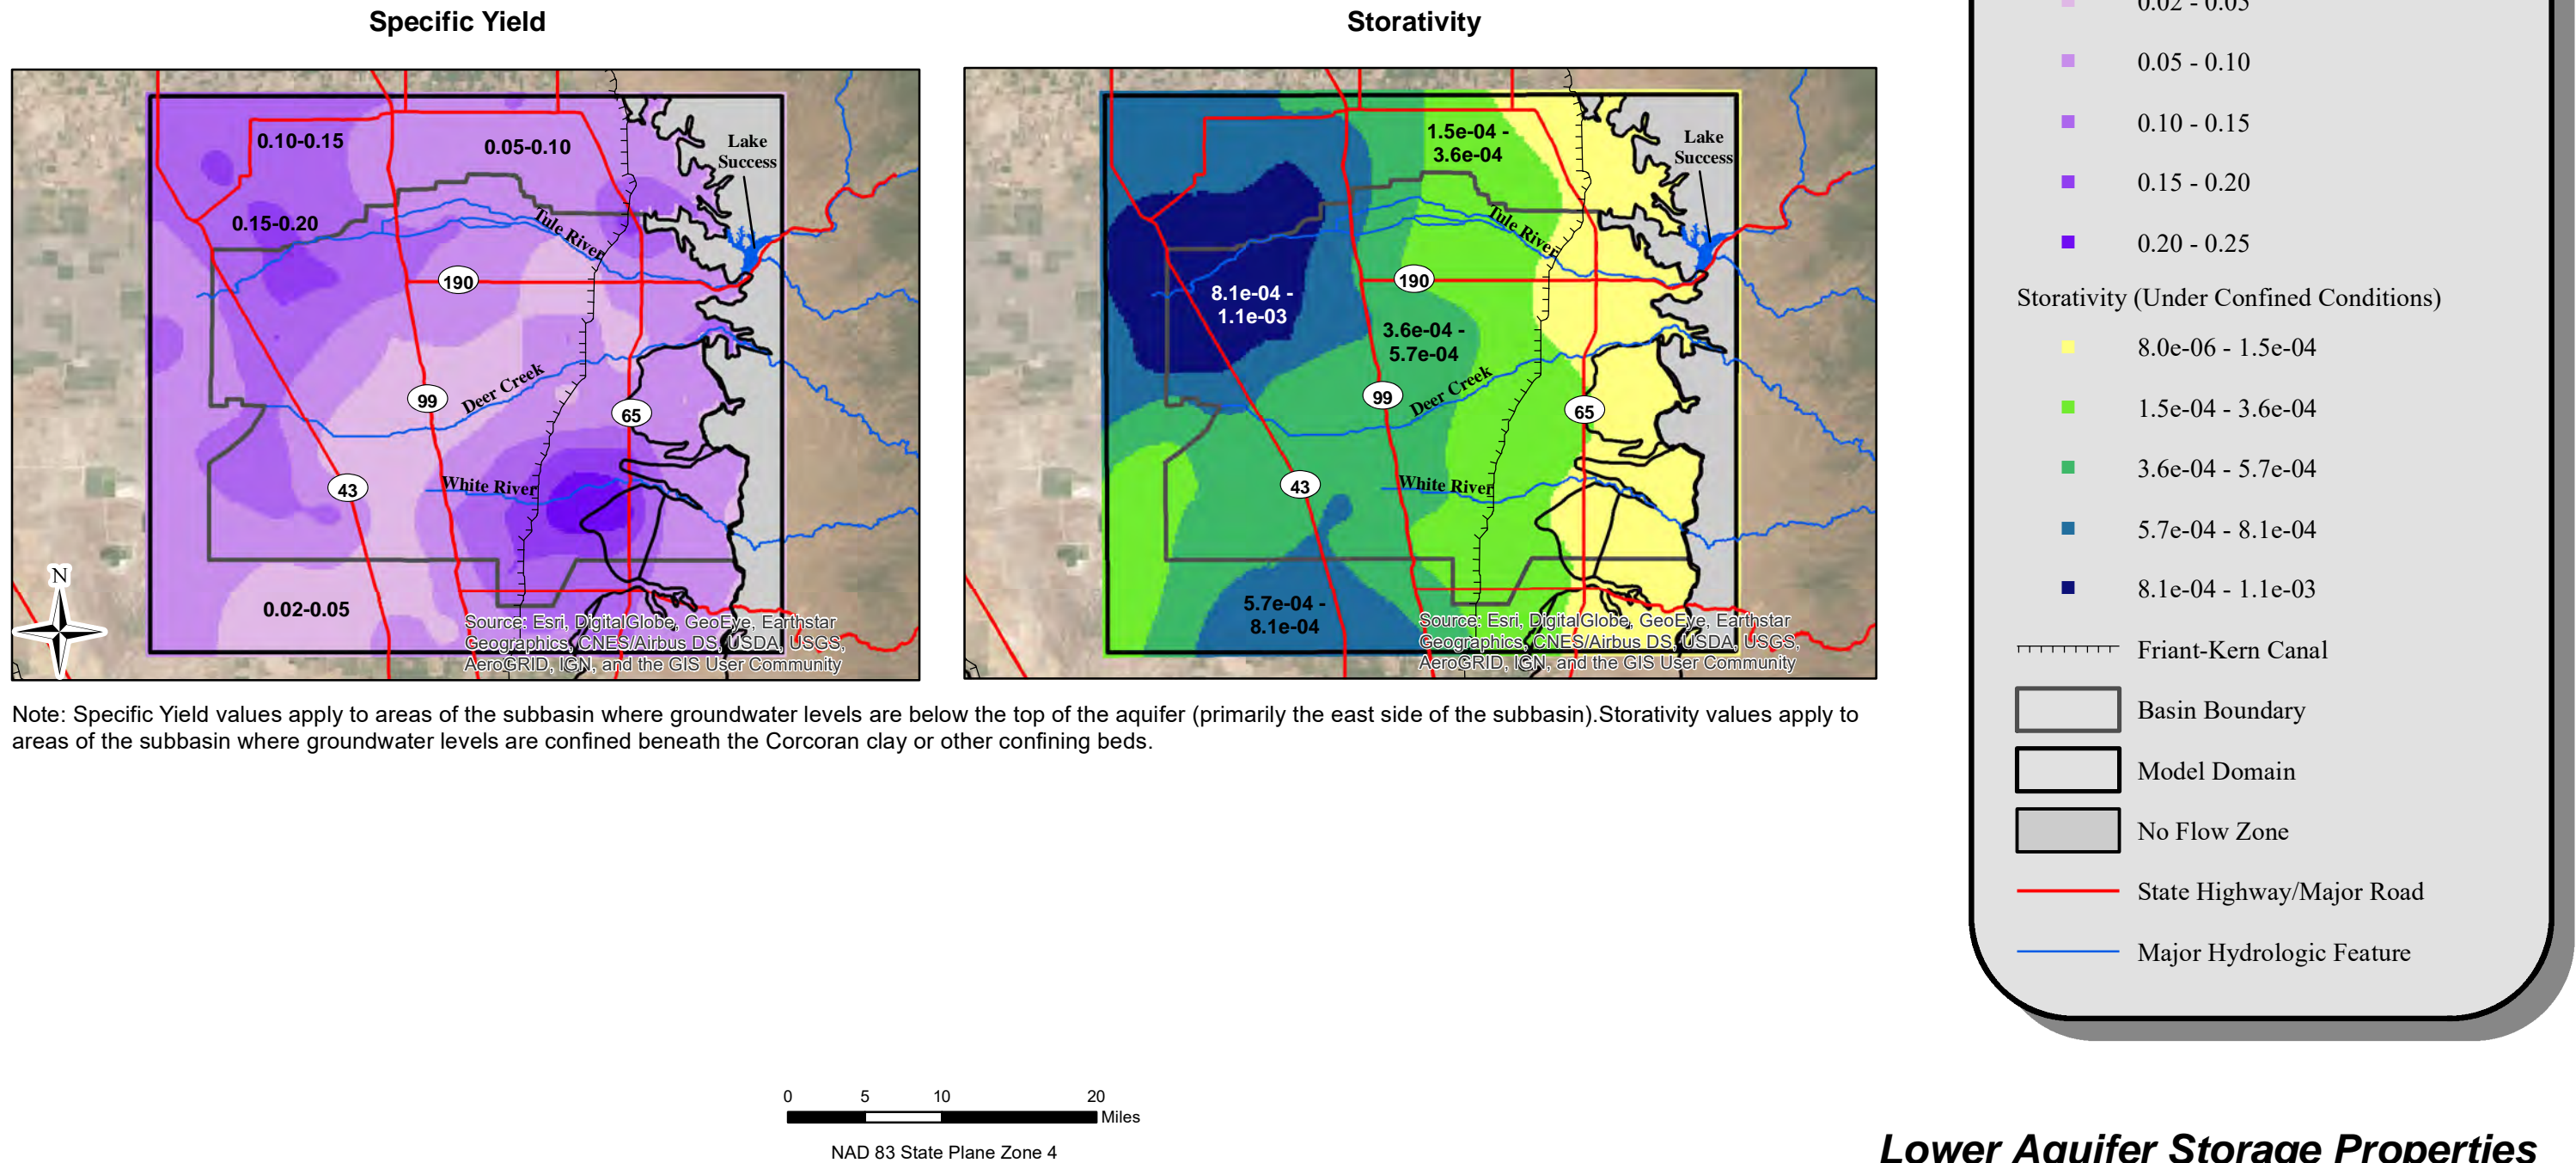 Specific Yield
0.10-0.15
0.05-0.10
Lake
Success
0.15-0.20
Tule River
190
Deer Creek
99
65
43
White River
N
0.02-0.05
Source: Esri, DigitalGlobe, GeoEye, Earthstar
Geographics, CNES/Airbus DS, USDA, USGS,
AeroGRID, IGN, and the GIS User Community
Storativity
1.5e-04 -
3.6e-04
Lake
Success
Tule River
190
8.1e-04 -
1.1e-03
3.6e-04 -
5.7e-04
Deer Creek
99
65
43
White River
5.7e-04 -
8.1e-04
Source: Esri, DigitalGlobe, GeoEye, Earthstar
Geographics, CNES/Airbus DS, USDA, USGS,
AeroGRID, IGN, and the GIS User Community
Note: Specific Yield values apply to areas of the subbasin where groundwater levels are below the top of the aquifer (primarily the east side of the subbasin).Storativity values apply to
areas of the subbasin where groundwater levels are confined beneath the Corcoran clay or other confining beds.
0.02 - 0.05
0.05 - 0.10
0.10 - 0.15
0.15 - 0.20
0.20 - 0.25
Storativity (Under Confined Conditions)
8.0e-06 - 1.5e-04
1.5e-04 - 3.6e-04
3.6e-04 - 5.7e-04
5.7e-04 - 8.1e-04
8.1e-04 - 1.1e-03
Friant-Kern Canal
Basin Boundary
Model Domain
No Flow Zone
State Highway/Major Road
Major Hydrologic Feature
0 5 10 20
Miles
NAD 83 State Plane Zone 4
Lower Aquifer Storage Properties